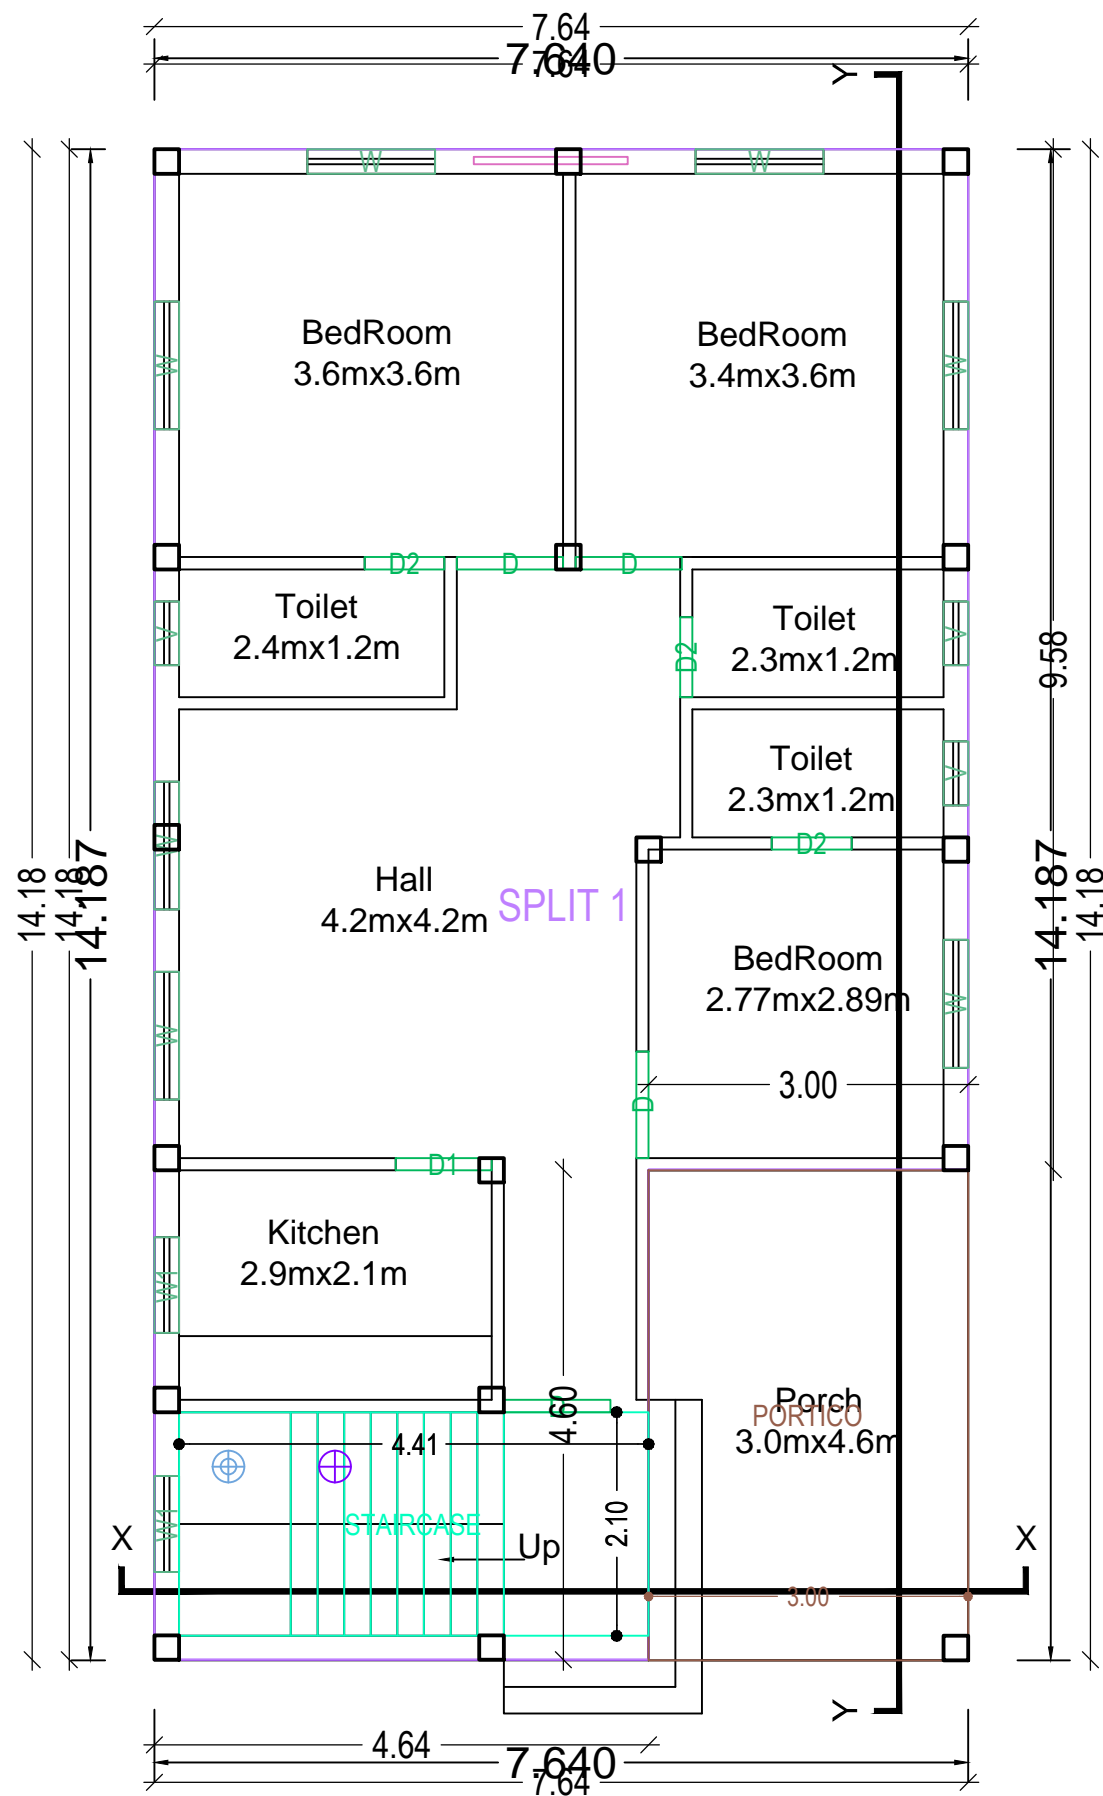 7.64
7.640
7.64
Y
W
W
BedRoom
3.6mx3.6m
BedRoom
3.4mx3.6m
W
W
D2
D
D
Toilet
2.4mx1.2m
Toilet
2.3mx1.2m
V
D2
V
9.58
Toilet
2.3mx1.2m
V
D2
W
Hall
4.2mx4.2m
SPLIT 1
14.18
14.18
14.187
14.187
14.18
BedRoom
2.77mx2.89m
W
W
3.00
D
D1
Kitchen
2.9mx2.1m
W1
D
4.60
Porch
PORTICO
3.0mx4.6m
4.41
2.10
STAIRCASE
W1
Up
X
X
3.00
Y
4.64
7.640
7.64